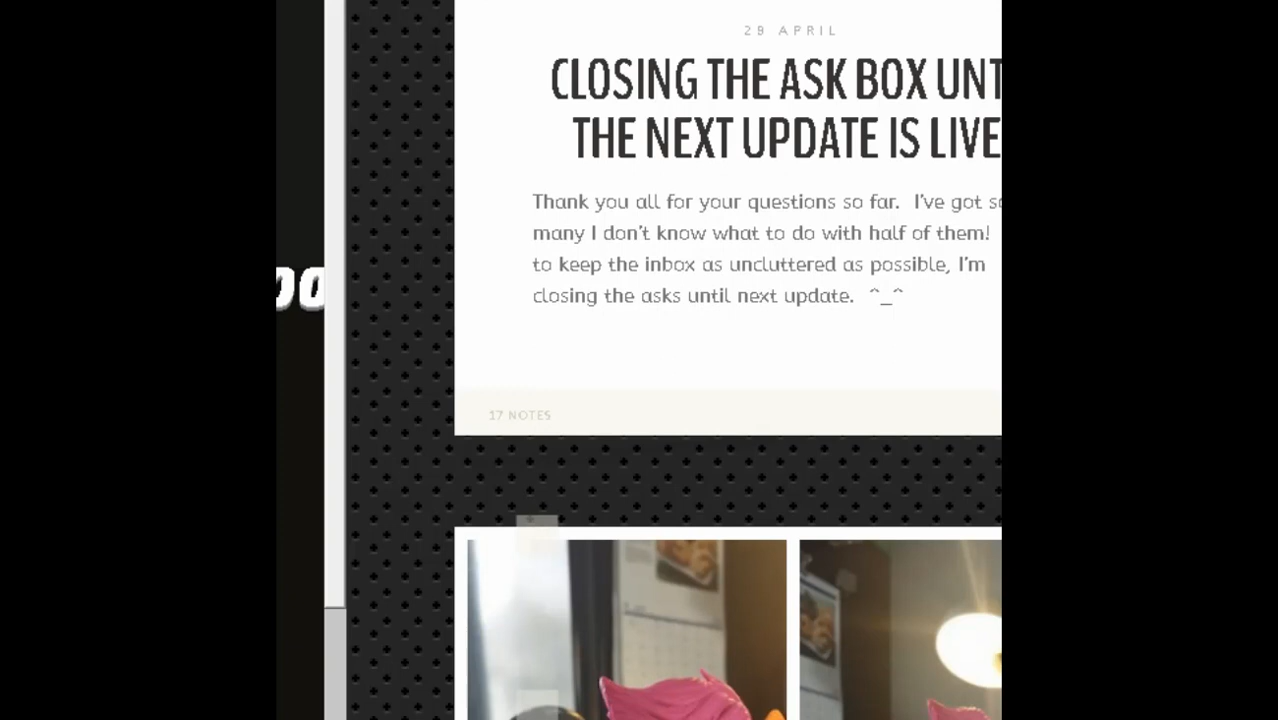 29 APRIL
CLOSING THE ASK BOX UNT
THE NEXT UPDATE IS LIVE
Thank you all for your questions so far. I've got so
many I don't know what to do with half of them!
to keep the inbox as uncluttered as possible, I'm
closing the asks until next update. ^_^
17 NOTES